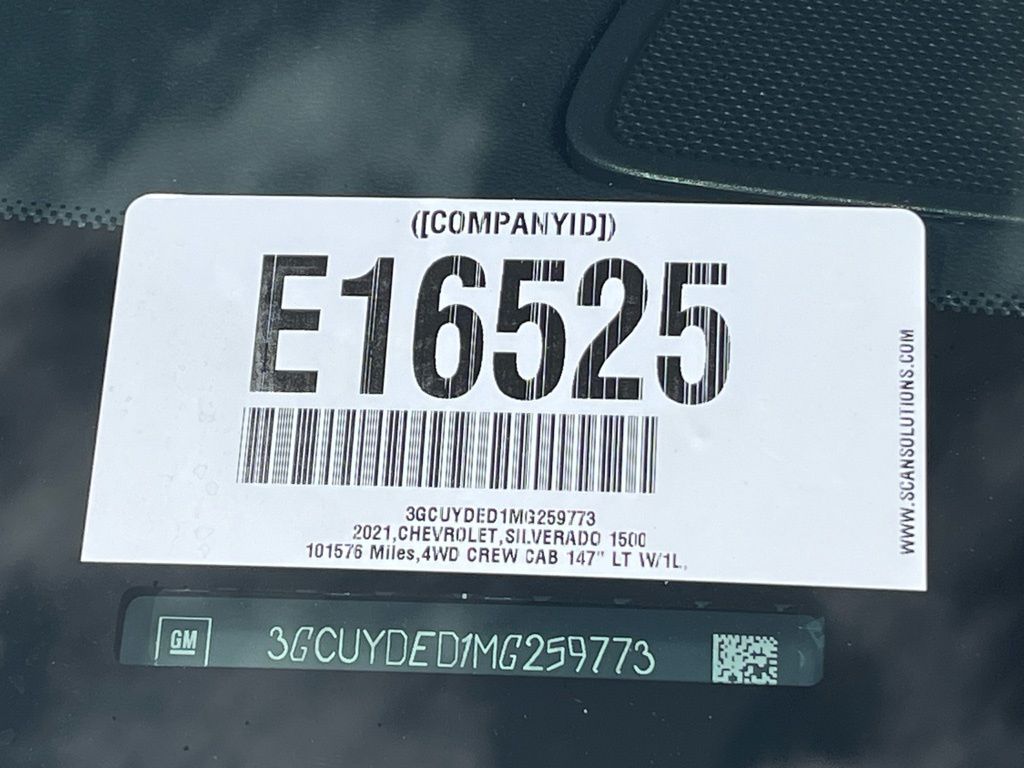 ([COMPANYID])
E16525
3GCUYDED1MG259773
2021,CHEVROLET,SILVERADO 1500
101576 Miles,4WD CREW CAB 147" LT W/1L,
WWW.SCANSOLUTIONS.COM
GM 3GCUYDED1MG259773